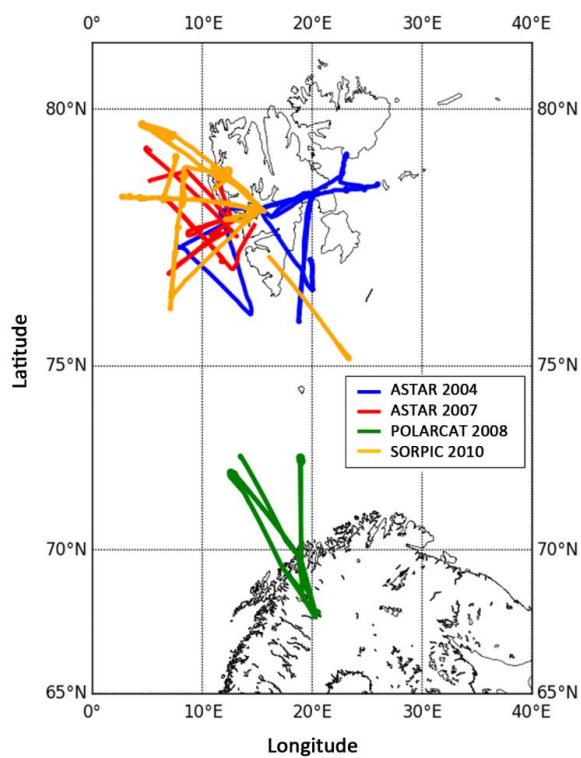 0° 10°E 20°E 30°E 40°E
80°N 80°N
75°N 75°N
ASTAR 2004
ASTAR 2007
POLARCAT 2008
SORPIC 2010
70°N 70°N
65°N 65°N
0° 10°E 20°E 30°E 40°E
Latitude
Longitude